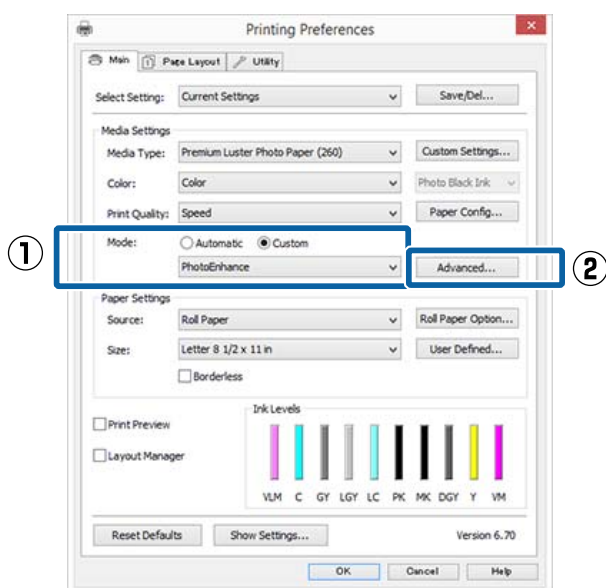 Printing Preferences
Main Page Layout Utility
Select Setting: Current Settings Save/Del...
Media Settings
Media Type: Premium Luster Photo Paper (260) Custom Settings...
Color: Color Photo Black Ink
Print Quality: Speed Paper Config...
① Mode: Automatic Custom
PhotoEnhance Advanced... ②
Paper Settings
Source: Roll Paper Roll Paper Option...
Size: Letter 8 1/2 x 11 in User Defined...
Borderless
Ink Levels
Print Preview
Layout Manager
VLM C GY LGY LC PK MK DGY Y VM
Reset Defaults Show Settings... Version 6.70
OK Cancel Help